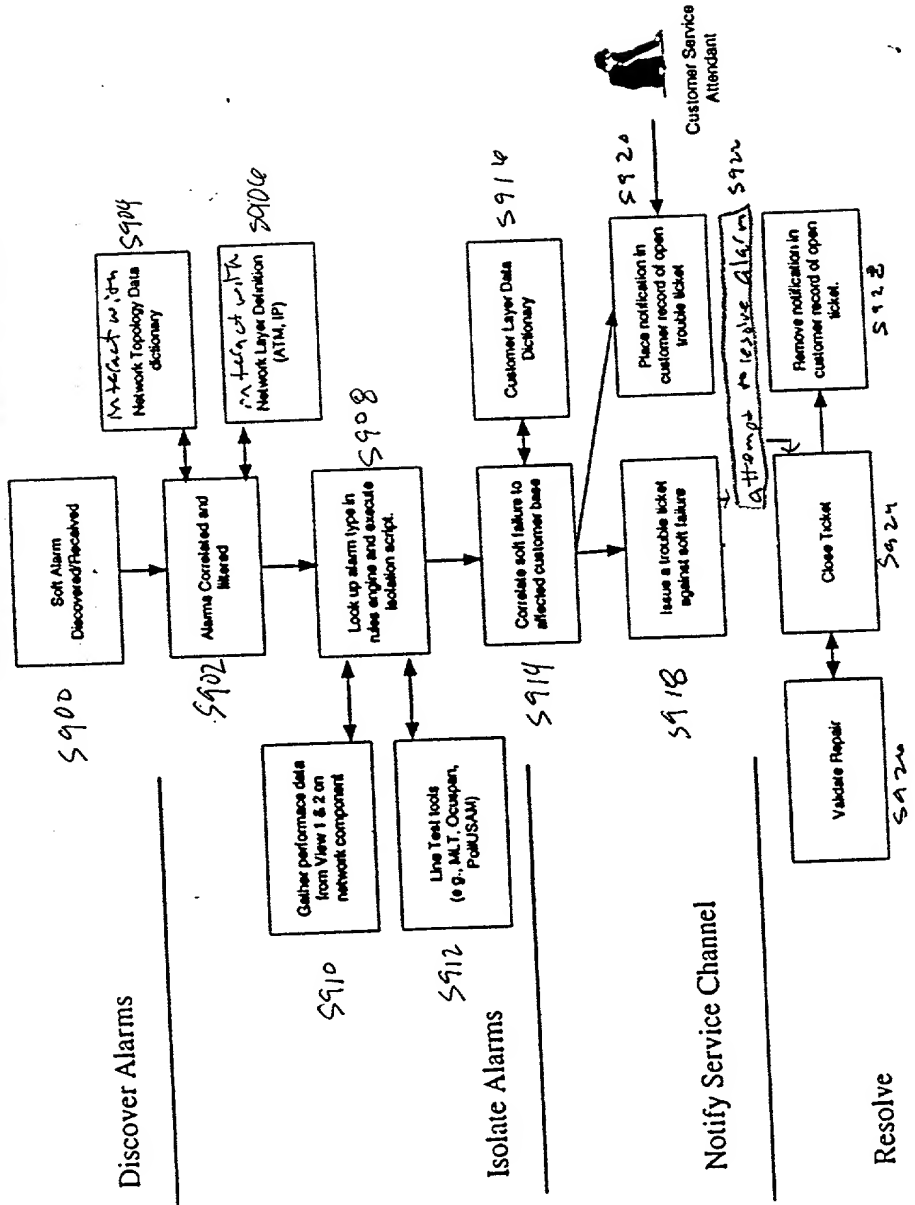 Discover Alarms
S900
Soft Alarm
Discovered/Received
S902
Alarms Correlated and
filtered
Interact with
Network Topology Data
dictionary
S904
interact with
Network Layer Definition
(ATM, IP)
S906
Isolate Alarms
S910
Gather performace data
from View 1 & 2 on
network component
S912
Line Test tools
(e.g., MLT, Ocuspan,
PollUSAM)
Look up alarm type in
rules engine and execute
isolation script.
S908
S914
Correlate soft failure to
affected customer base
Customer Layer Data
Dictionary
S916
Notify Service Channel
S918
Issue a trouble ticket
against soft failure
Place notification in
customer record of open
trouble ticket
S920
Customer Service
Attendant
attempt to resolve alarm
S922
Resolve
Validate Repair
S926
Close Ticket
S924
Remove notification in
customer record of open
ticket.
S928